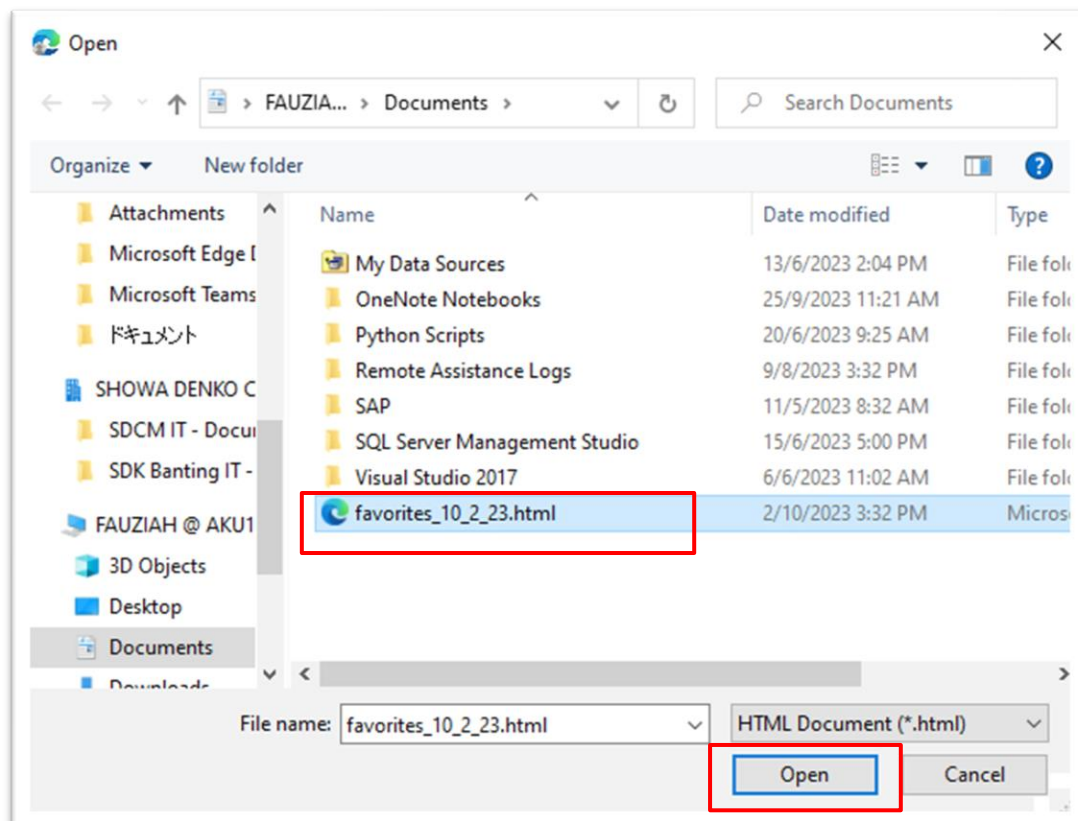 Open
FAUZIA... > Documents >
Search Documents
Organize
New folder
?
Attachments
Microsoft Edge
Microsoft Teams
ドキュメント
SHOWA DENKO C
SDCM IT - Docu
SDK Banting IT -
FAUZIAH @ AKU1
3D Objects
Desktop
Documents
Downloads
Name Date modified Type
My Data Sources 13/6/2023 2:04 PM File fol
OneNote Notebooks 25/9/2023 11:21 AM File fol
Python Scripts 20/6/2023 9:25 AM File fol
Remote Assistance Logs 9/8/2023 3:32 PM File fol
SAP 11/5/2023 8:32 AM File fol
SQL Server Management Studio 15/6/2023 5:00 PM File fol
Visual Studio 2017 6/6/2023 11:02 AM File fol
favorites_10_2_23.html 2/10/2023 3:32 PM Micros
File name: favorites_10_2_23.html HTML Document (*.html)
Open Cancel